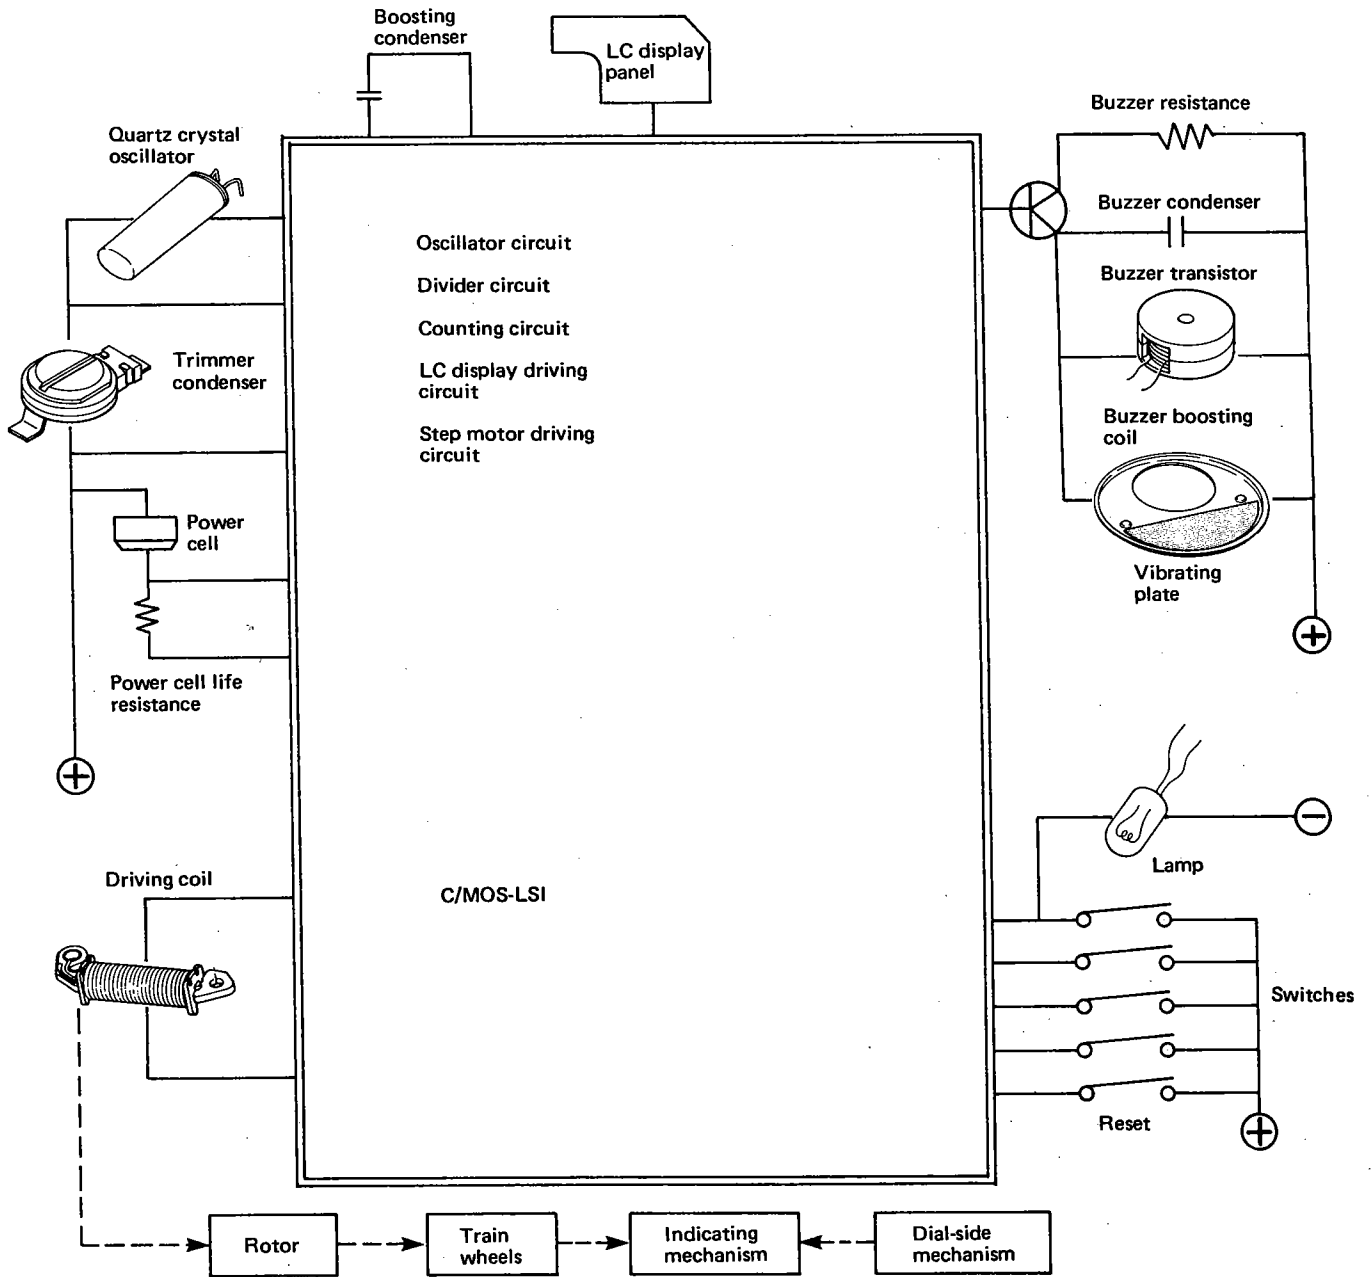 Boosting
condenser
LC display
panel
Buzzer resistance
Quartz crystal
oscillator
Buzzer condenser
Oscillator circuit
Buzzer transistor
Divider circuit
Counting circuit
Trimmer
condenser
LC display driving
circuit
Buzzer boosting
coil
Step motor driving
circuit
Power
cell
Vibrating
plate
+
Power cell life
resistance
+
−
Lamp
Driving coil
C/MOS-LSI
Switches
Reset
+
Rotor
Train
wheels
Indicating
mechanism
Dial-side
mechanism